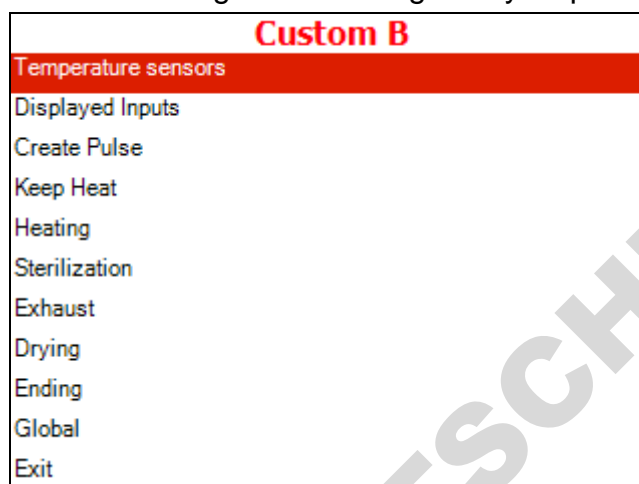 Custom B
Temperature sensors
Displayed Inputs
Create Pulse
Keep Heat
Heating
Sterilization
Exhaust
Drying
Ending
Global
Exit